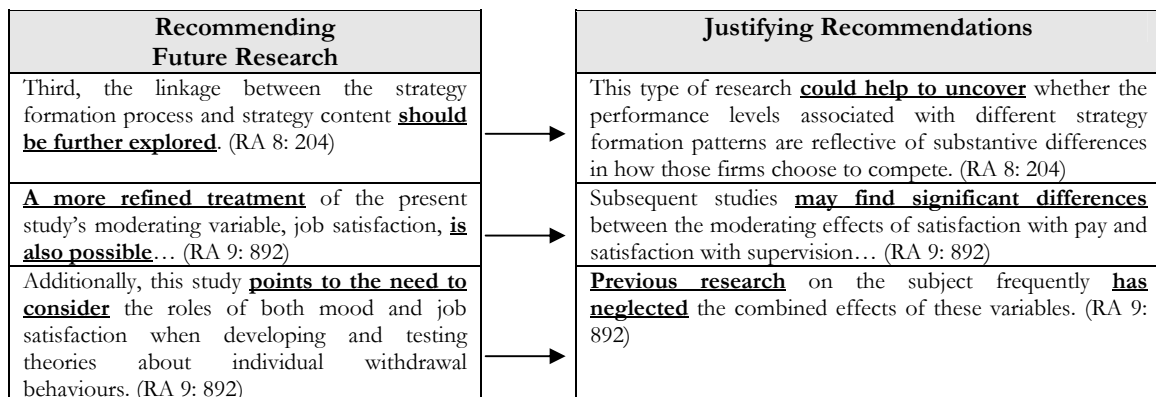 Recommending
Future Research
Justifying Recommendations
Third, the linkage between the strategy
formation process and strategy content should
be further explored. (RA 8: 204)
This type of research could help to uncover whether the
performance levels associated with different strategy
formation patterns are reflective of substantive differences
in how those firms choose to compete. (RA 8: 204)
A more refined treatment of the present
study's moderating variable, job satisfaction, is
also possible… (RA 9: 892)
Subsequent studies may find significant differences
between the moderating effects of satisfaction with pay and
satisfaction with supervision… (RA 9: 892)
Additionally, this study points to the need to
consider the roles of both mood and job
satisfaction when developing and testing
theories about individual withdrawal
behaviours. (RA 9: 892)
Previous research on the subject frequently has
neglected the combined effects of these variables. (RA 9:
892)